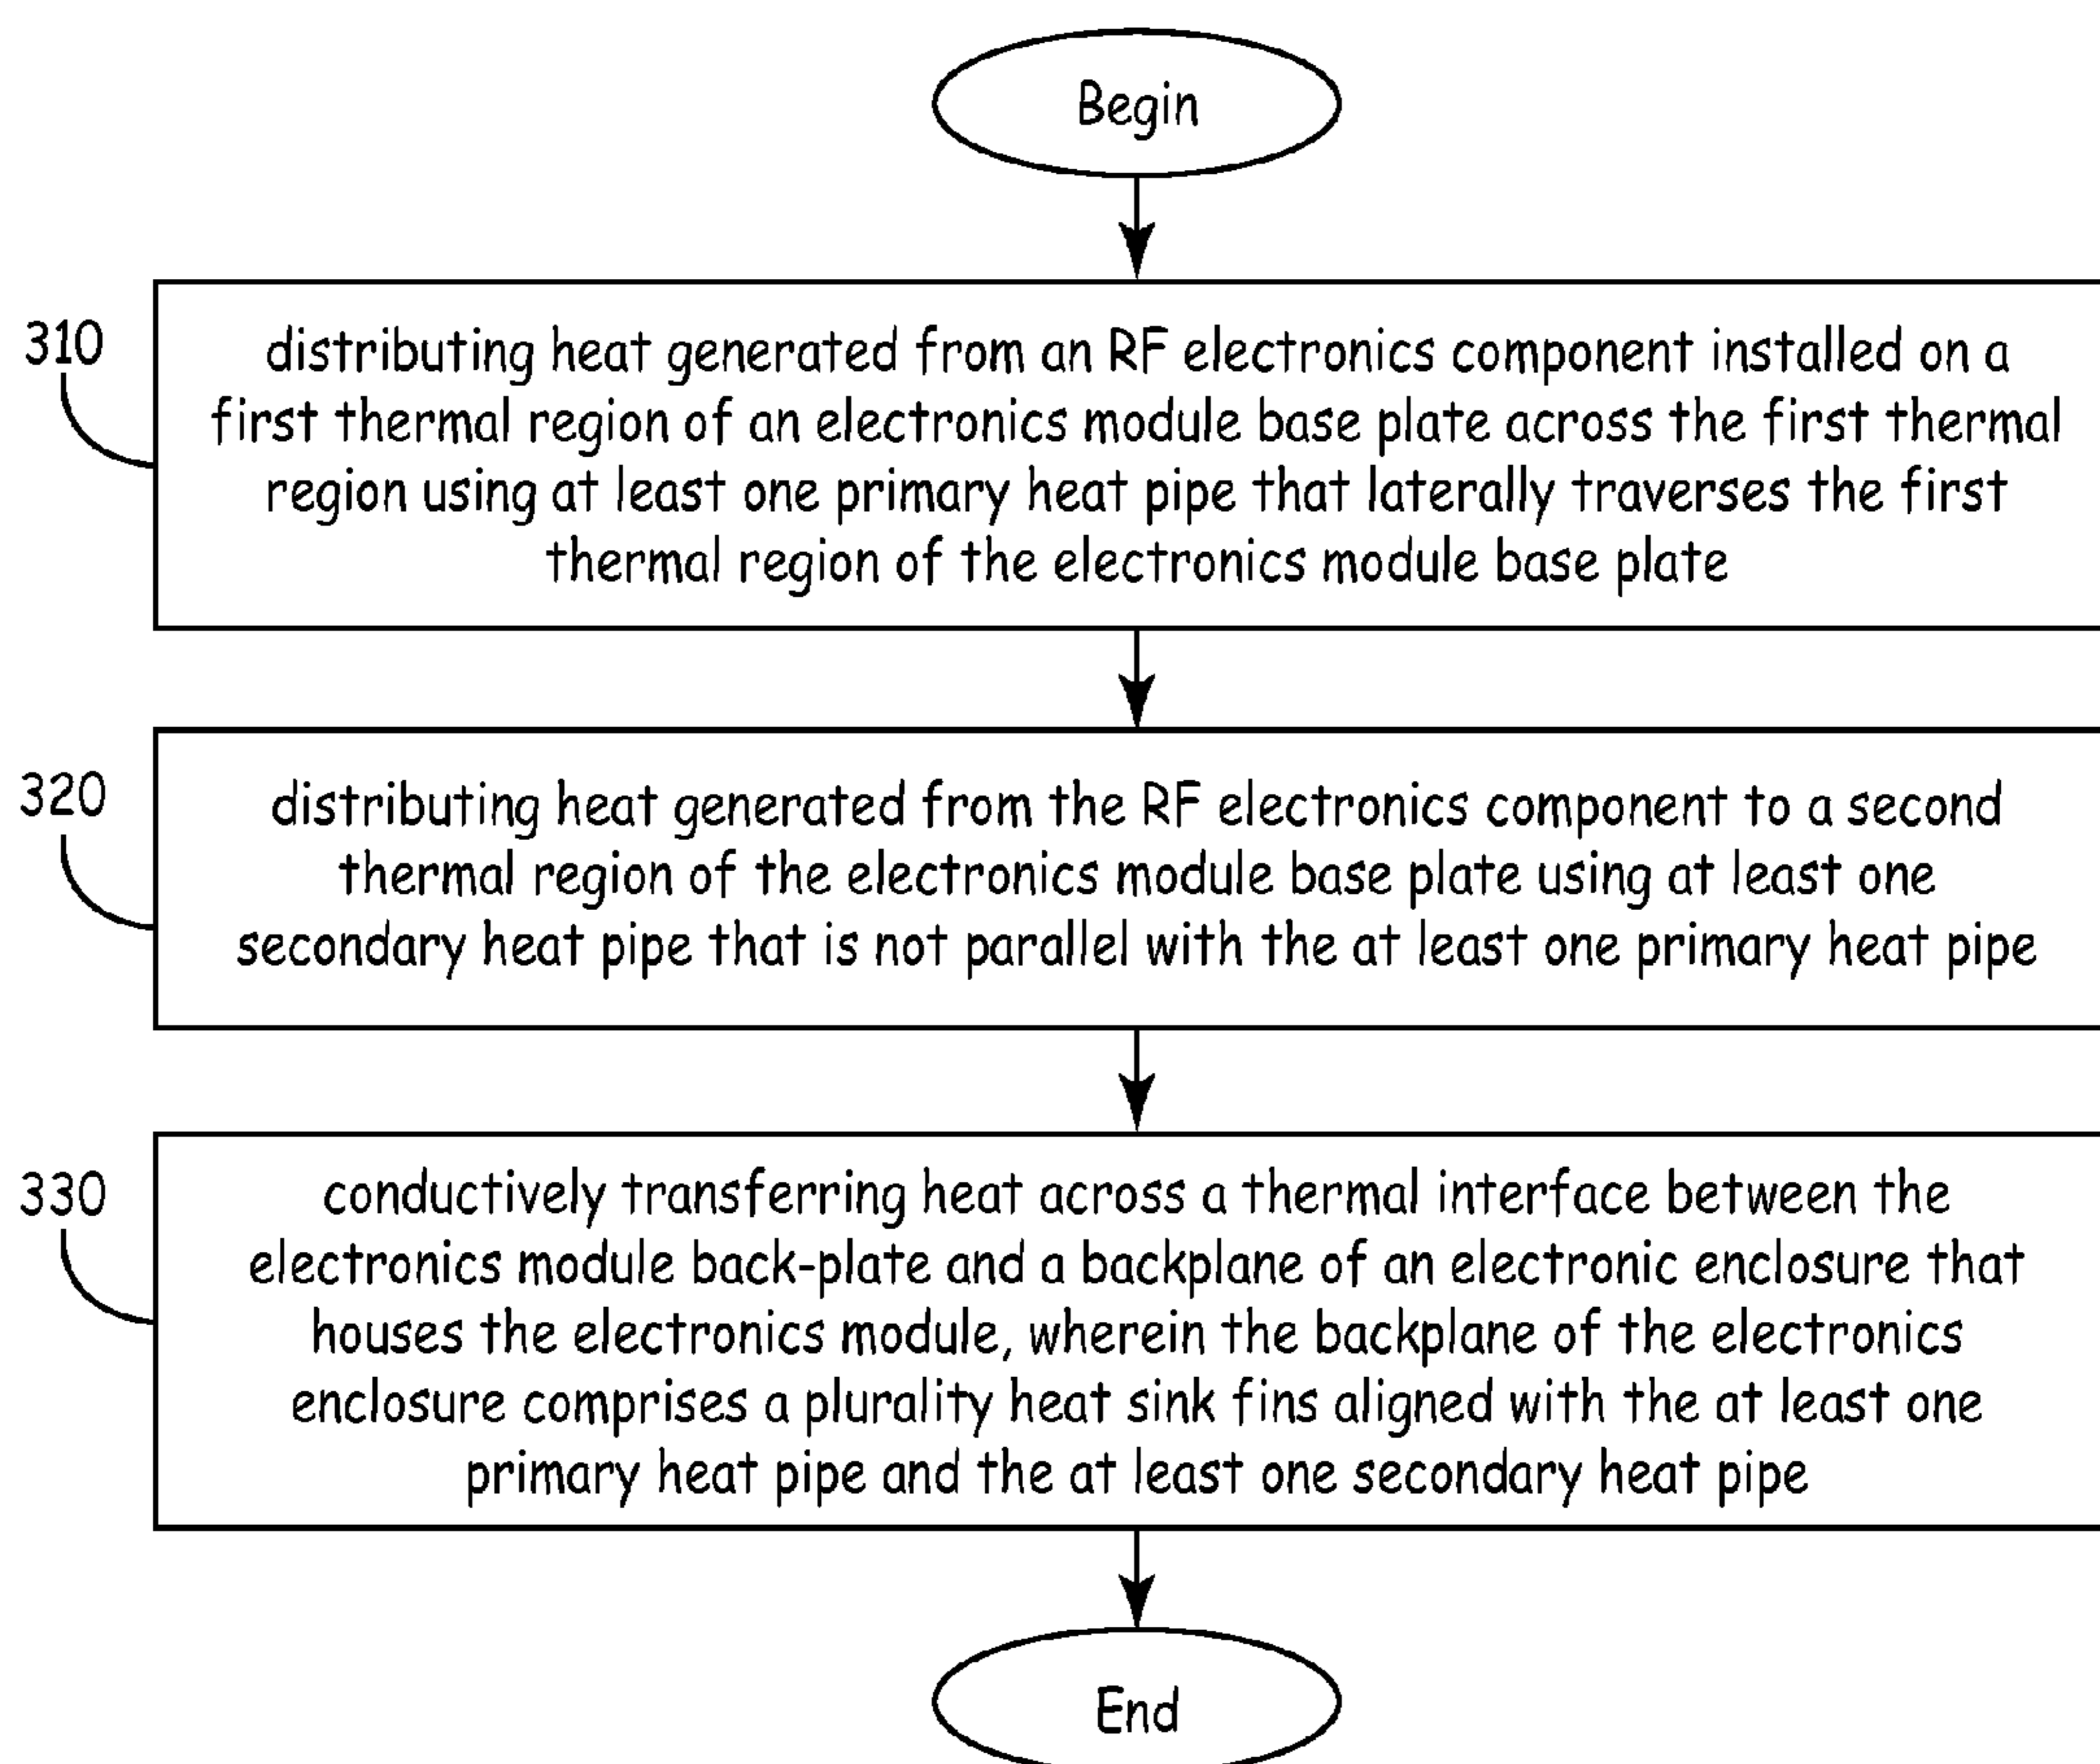 Begin
310
distributing heat generated from an RF electronics component installed on a
first thermal region of an electronics module base plate across the first thermal
region using at least one primary heat pipe that laterally traverses the first
thermal region of the electronics module base plate
320
distributing heat generated from the RF electronics component to a second
thermal region of the electronics module base plate using at least one
secondary heat pipe that is not parallel with the at least one primary heat pipe
330
conductively transferring heat across a thermal interface between the
electronics module back-plate and a backplane of an electronic enclosure that
houses the electronics module, wherein the backplane of the electronics
enclosure comprises a plurality heat sink fins aligned with the at least one
primary heat pipe and the at least one secondary heat pipe
End